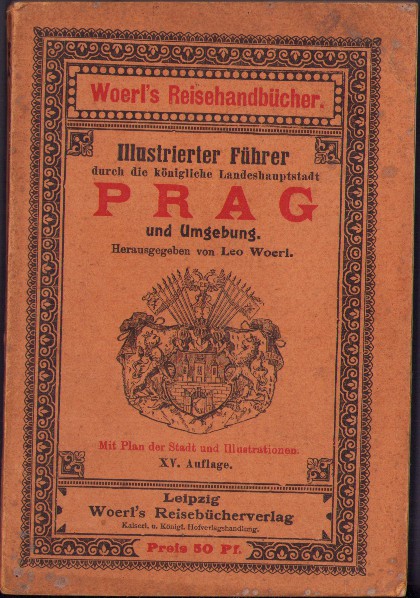 Woerl's Reisehandbücher.
Illustrierter Führer
durch die königliche Landeshauptstadt
PRAG
und Umgebung.
Herausgegeben von Leo Woerl.
Mit Plan der Stadt und Illustrationen.
XV. Auflage.
Leipzig
Woerl's Reisebücherverlag
Kaiserl. u. Königl. Hofverlagshandlung.
Preis 50 Pf.